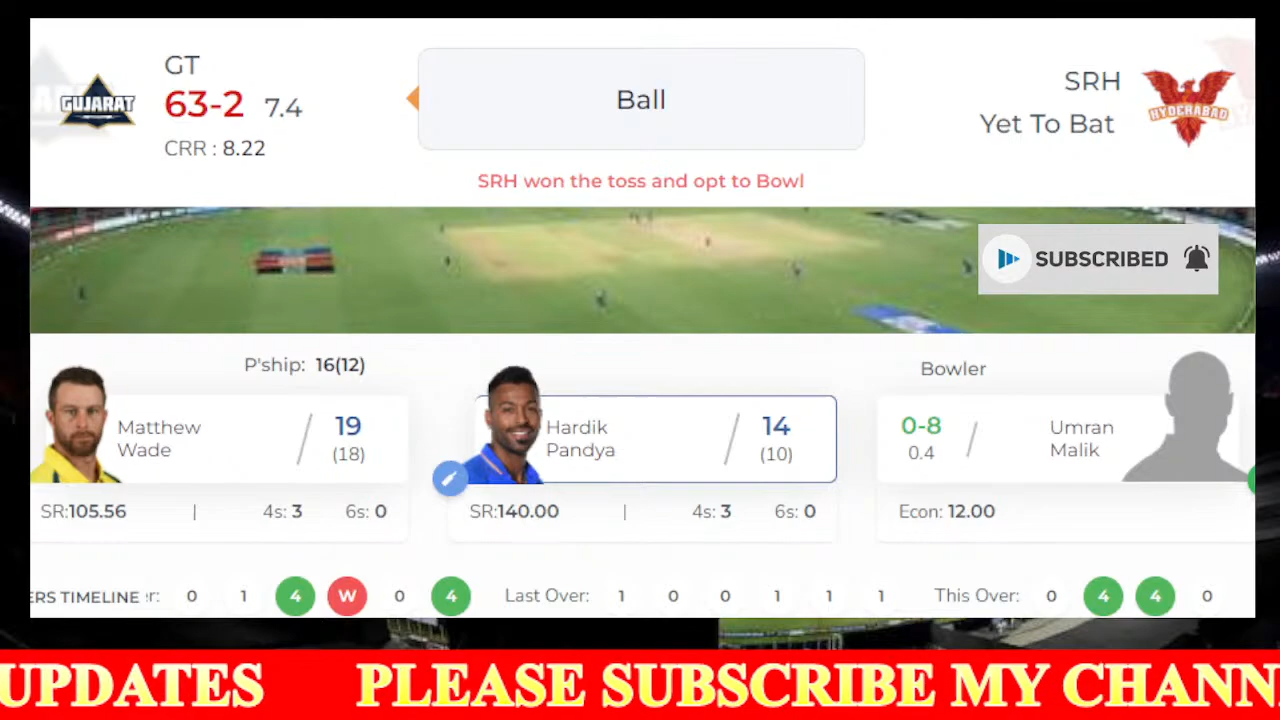 GT
63-2 7.4
CRR : 8.22
GUJARAT
Ball
SRH
Yet To Bat
HYDERABAD
SRH won the toss and opt to Bowl
SUBSCRIBED
P'ship: 16(12)
Matthew Wade
19
(18)
SR:105.56 | 4s: 3 6s: 0
Hardik Pandya
14
(10)
SR:140.00 | 4s: 3 6s: 0
Bowler
0-8
0.4
Umran Malik
Econ: 12.00
ERS TIMELINE r: 0 1 4 W 0 4 Last Over: 1 0 0 1 1 1 This Over: 0 4 4 0
UPDATES PLEASE SUBSCRIBE MY CHANN